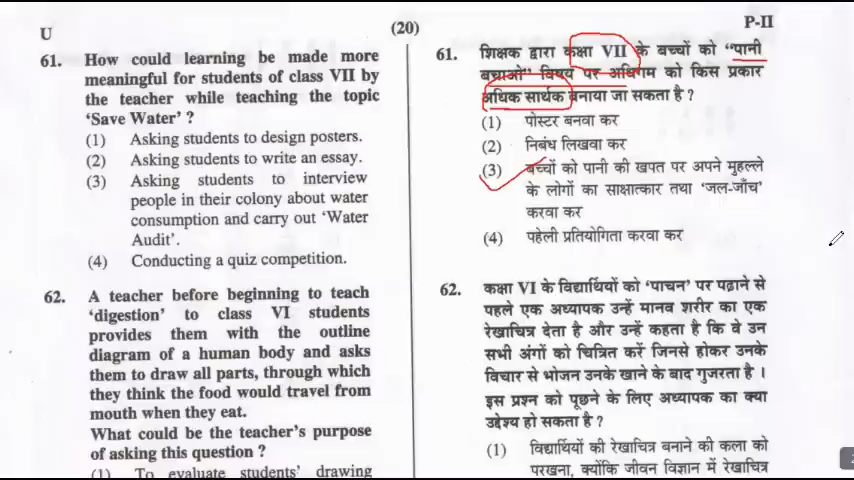 U
(20)
P-II
61. How could learning be made more
meaningful for students of class VII by
the teacher while teaching the topic
'Save Water' ?
(1) Asking students to design posters.
(2) Asking students to write an essay.
(3) Asking students to interview
people in their colony about water
consumption and carry out 'Water
Audit'.
(4) Conducting a quiz competition.
62. A teacher before beginning to teach
'digestion' to class VI students
provides them with the outline
diagram of a human body and asks
them to draw all parts, through which
they think the food would travel from
mouth when they eat.
What could be the teacher's purpose
of asking this question ?
(1) To evaluate students' drawing
61. शिक्षक द्वारा कक्षा VII के बच्चों को "पानी
बचाओ" विषय पर अधिगम को किस प्रकार
अधिक सार्थक बनाया जा सकता है ?
(1) पोस्टर बनवा कर
(2) निबंध लिखवा कर
(3) बच्चों को पानी की खपत पर अपने मुहल्ले
के लोगों का साक्षात्कार तथा 'जल-जाँच'
करवा कर
(4) पहेली प्रतियोगिता करवा कर
62. कक्षा VI के विद्यार्थियों को 'पाचन' पर पढ़ाने से
पहले एक अध्यापक उन्हें मानव शरीर का एक
रेखाचित्र देता है और उन्हें कहता है कि वे उन
सभी अंगों को चित्रित करें जिनसे होकर उनके
विचार से भोजन उनके खाने के बाद गुजरता है ।
इस प्रश्न को पूछने के लिए अध्यापक का क्या
उद्देश्य हो सकता है ?
(1) विद्यार्थियों की रेखाचित्र बनाने की कला को
परखना, क्योंकि जीवन विज्ञान में रेखाचित्र